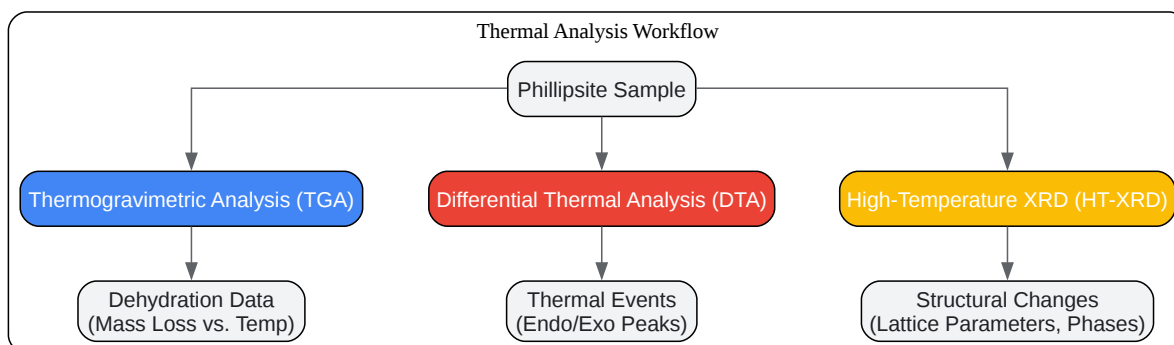 Thermal Analysis Workflow
Phillipsite Sample
Thermogravimetric Analysis (TGA)
Differential Thermal Analysis (DTA)
High-Temperature XRD (HT-XRD)
Dehydration Data
(Mass Loss vs. Temp)
Thermal Events
(Endo/Exo Peaks)
Structural Changes
(Lattice Parameters, Phases)